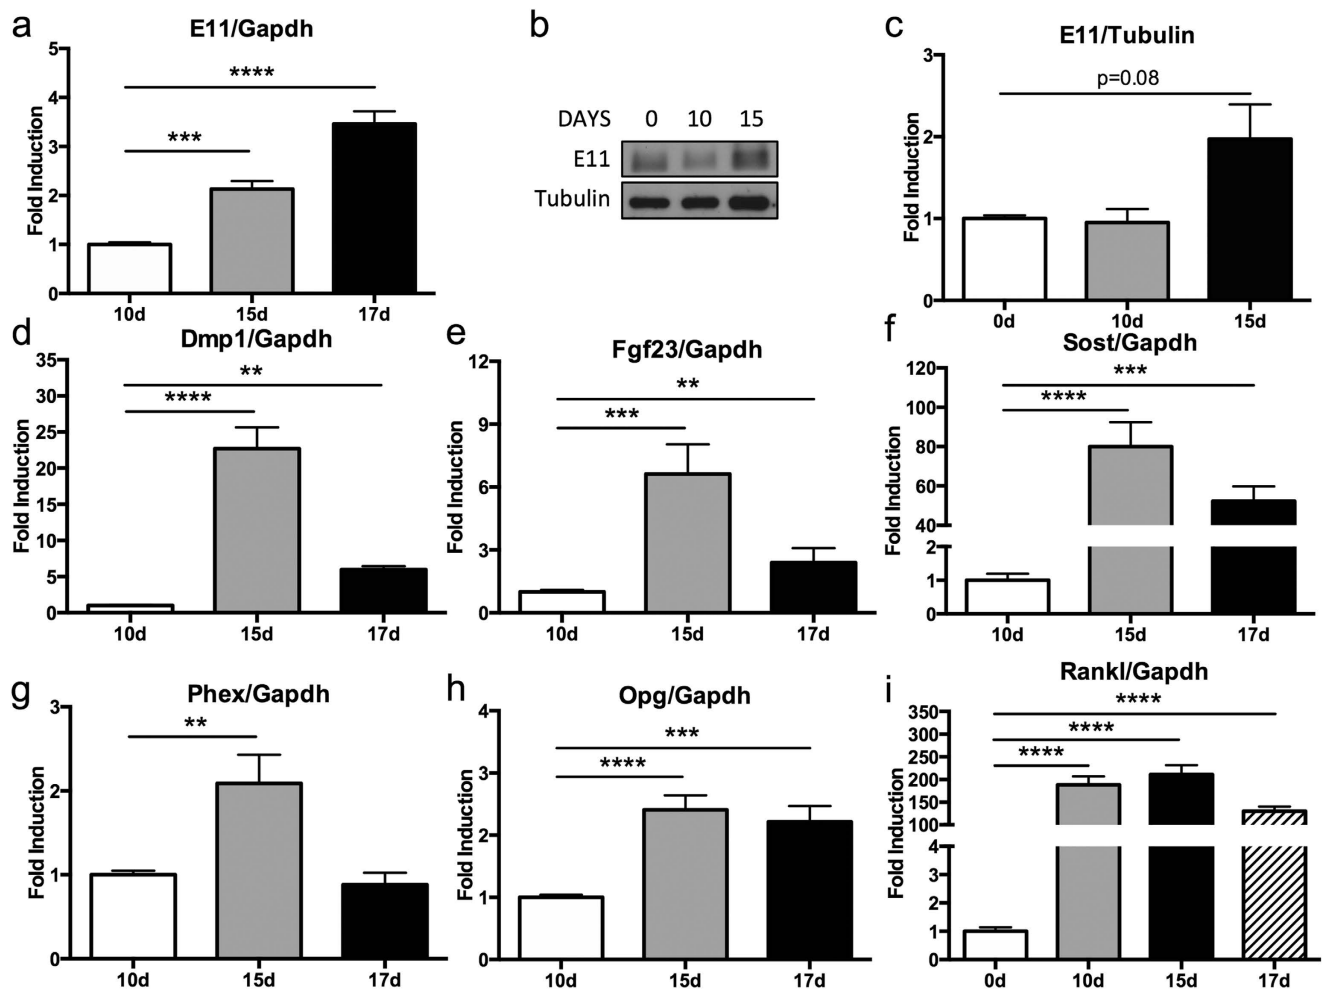 a
E11/Gapdh
Fold Induction
5
4
3
2
1
0
****
***
10d
15d
17d
b
DAYS 0 10 15
E11
Tubulin
c
E11/Tubulin
Fold Induction
3
2
1
0
p=0.08
0d
10d
15d
d
Dmp1/Gapdh
Fold Induction
35
30
25
20
15
10
5
0
**
****
10d
15d
17d
e
Fgf23/Gapdh
Fold Induction
12
9
6
3
0
**
***
10d
15d
17d
f
Sost/Gapdh
Fold Induction
120
100
80
60
40
2
1
0
***
****
10d
15d
17d
g
Phex/Gapdh
Fold Induction
3
2
1
0
**
10d
15d
17d
h
Opg/Gapdh
Fold Induction
4
3
2
1
0
***
****
10d
15d
17d
i
Rankl/Gapdh
Fold Induction
350
300
250
200
150
100
4
3
2
1
0
****
****
****
0d
10d
15d
17d